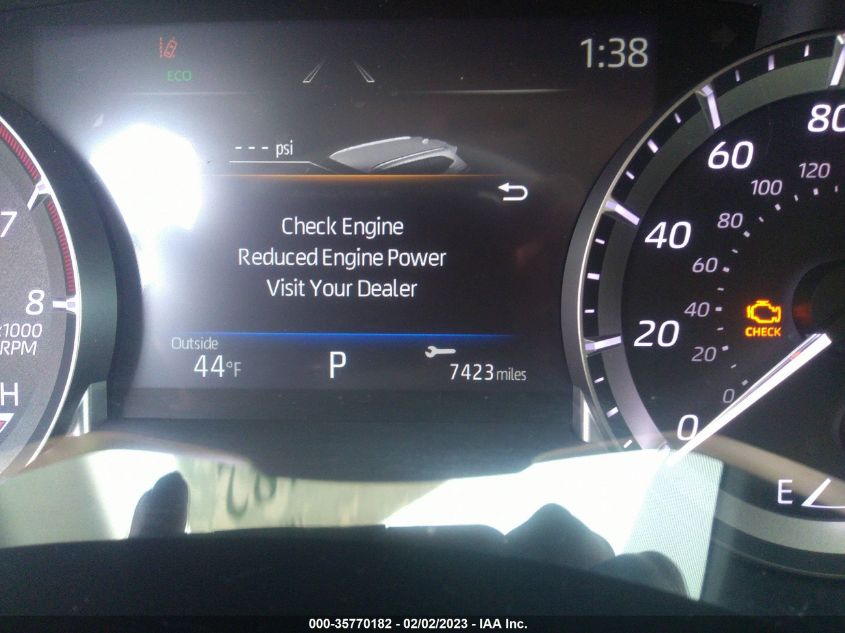 ECO
1:38
--- psi
Check Engine
Reduced Engine Power
Visit Your Dealer
Outside
44°F
P
7423 miles
7
8
x1000
RPM
H
0
20
40
60
80
0
20
40
60
80
100
120
CHECK
E
000-35770182 - 02/02/2023 - IAA Inc.